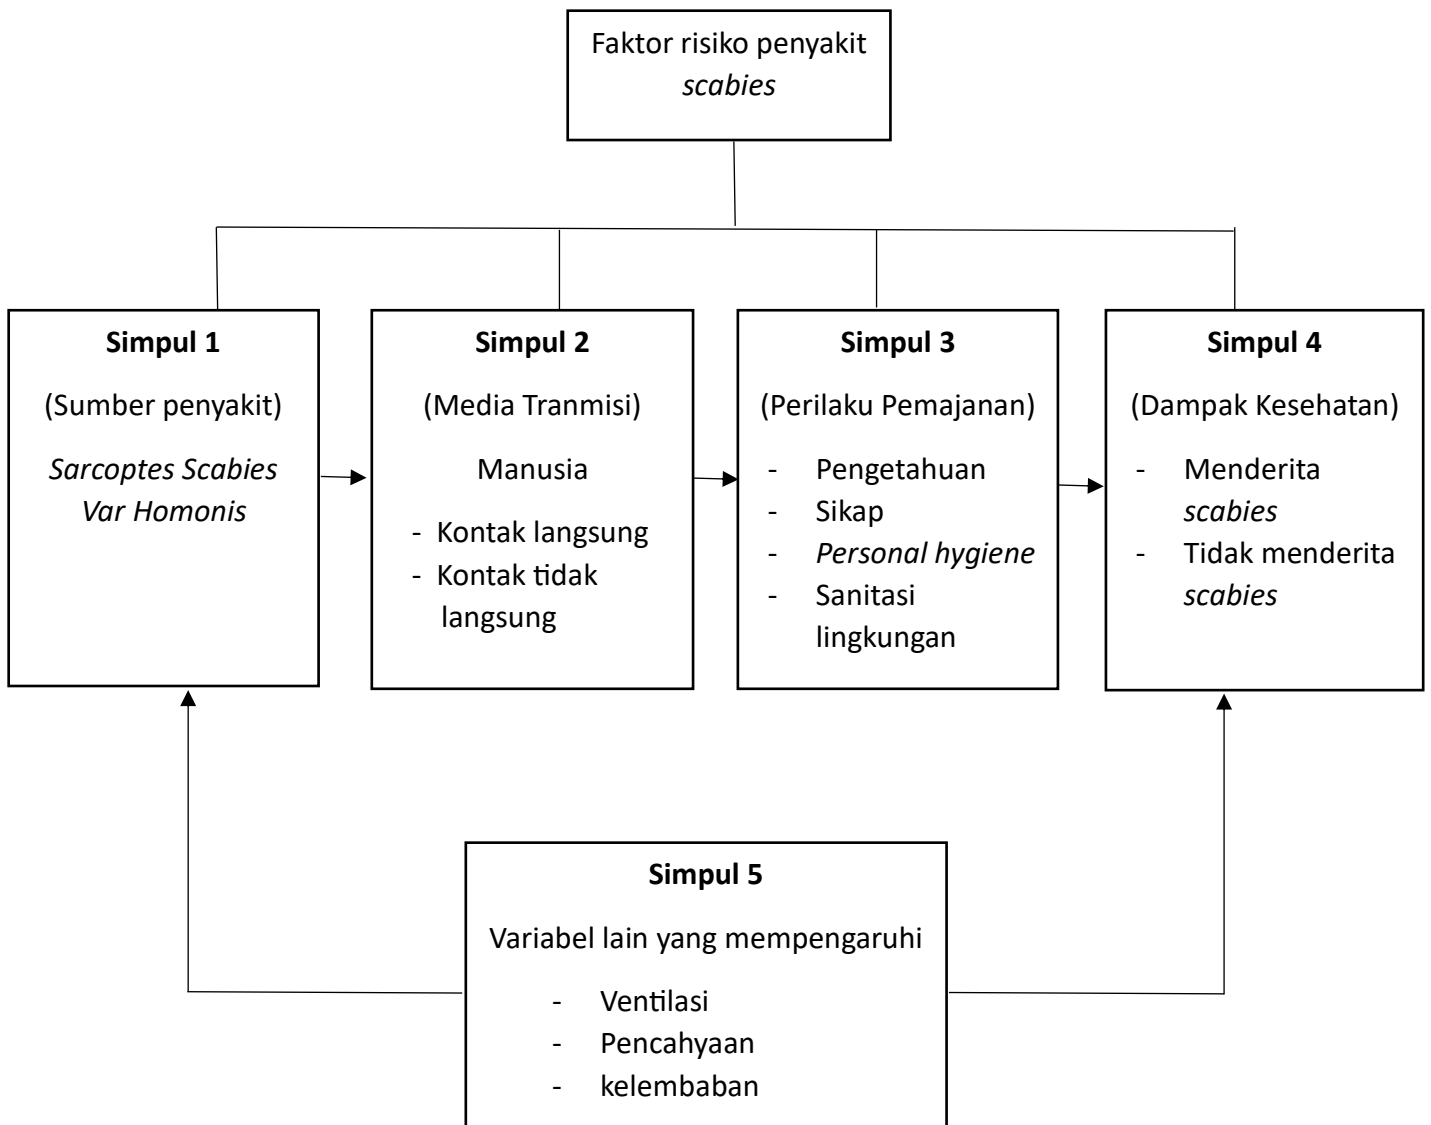 Faktor risiko penyakit
scabies
Simpul 1
(Sumber penyakit)
Sarcoptes Scabies
Var Homonis
Simpul 2
(Media Tranmisi)
Manusia
- Kontak langsung
- Kontak tidak
langsung
Simpul 3
(Perilaku Pemajanan)
- Pengetahuan
- Sikap
- Personal hygiene
- Sanitasi
lingkungan
Simpul 4
(Dampak Kesehatan)
- Menderita
scabies
- Tidak menderita
scabies
Simpul 5
Variabel lain yang mempengaruhi
- Ventilasi
- Pencahyaan
- kelembaban